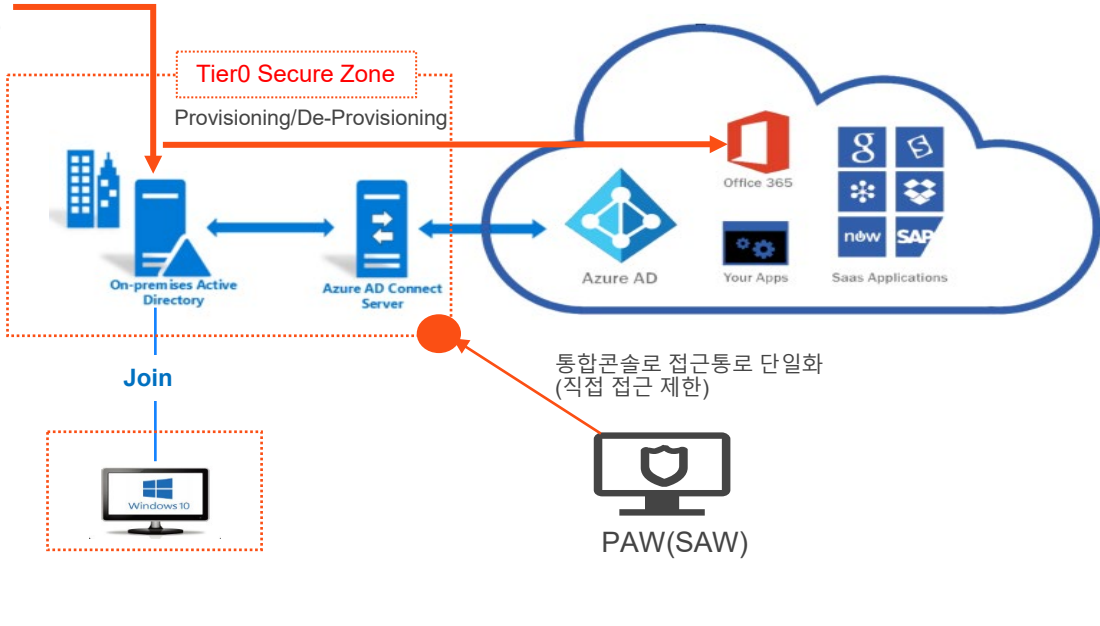 Tier0 Secure Zone
Provisioning/De-Provisioning
Office 365
g
S
now
SAP
On-premises Active
Directory
Azure AD Connect
Server
Azure AD
Your Apps
Saas Applications
Join
통합콘솔로 접근통로 단일화
(직접 접근 제한)
Windows 10
PAW(SAW)